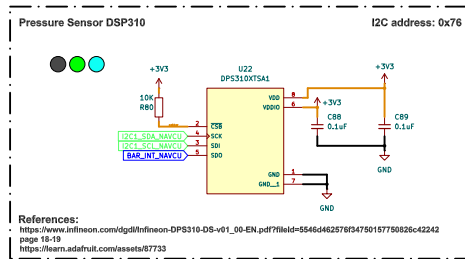 Pressure Sensor DSP310
I2C address: 0x76
+3V3
10K
R80
U22
DPS310XTSA1
+3V3
+3V3
VDD
8
VDDIO
6
C88
0.1uF
C89
0.1uF
2
CSB
I2C1_SDA_NAVCU
4
SCK
I2C1_SCL_NAVCU
3
SDI
BAR_INT_NAVCU
5
SDO
GND
1
GND__1
7
GND
GND
References:
https://www.infineon.com/dgdl/Infineon-DPS310-DS-v01_00-EN.pdf?fileId=5546d462576f34750157750826c42242
page 18-19
https://learn.adafruit.com/assets/87733